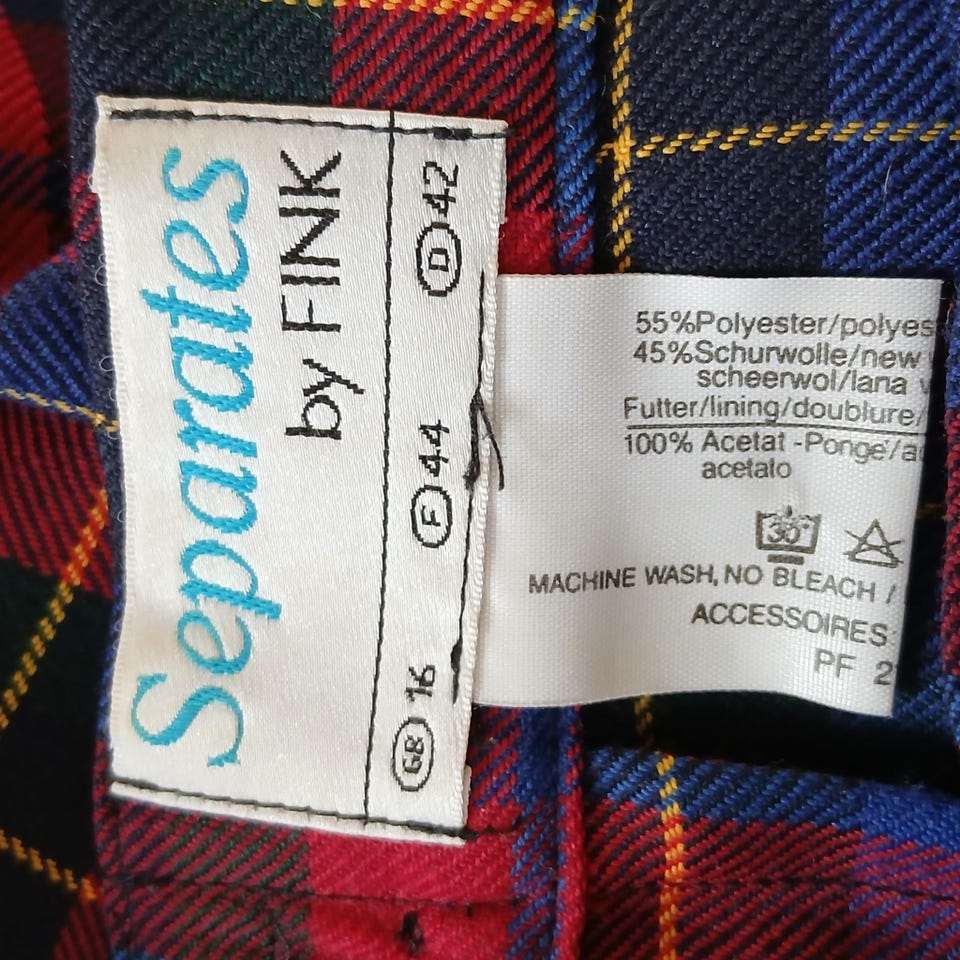 Separates
by FINK
GB 16 F 44 D 42
55%Polyester/polyes
45%Schurwolle/new
scheerwol/lana
Futter/lining/doublure/
100% Acetat -Ponge/a
acetato
30°
MACHINE WASH, NO BLEACH /
ACCESSOIRES
PF 2